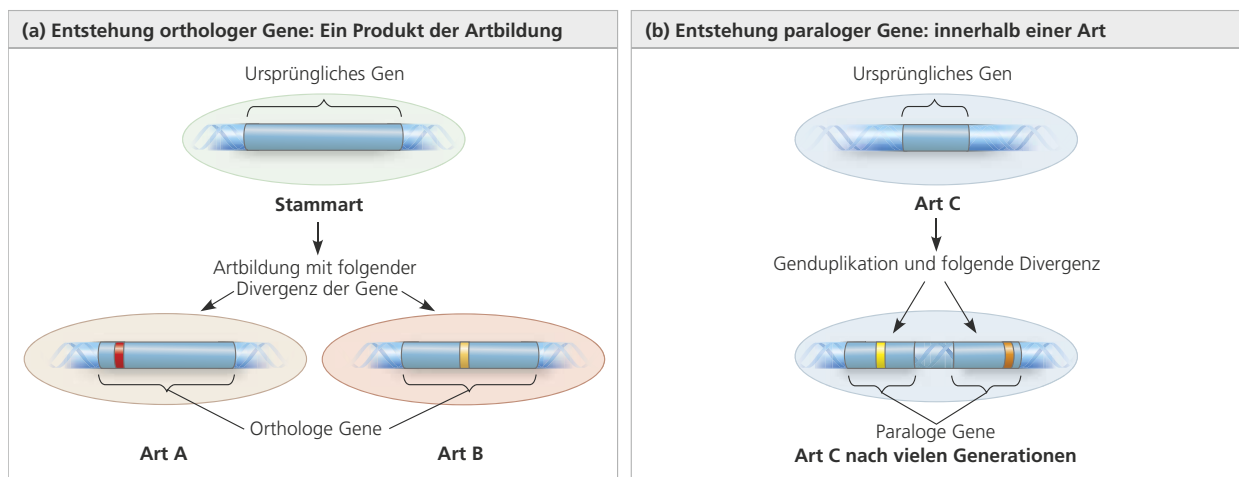 (a) Entstehung orthologer Gene: Ein Produkt der Artbildung
Ursprüngliches Gen
Stammart
Artbildung mit folgender
Divergenz der Gene
Orthologe Gene
Art A
Art B
(b) Entstehung paraloger Gene: innerhalb einer Art
Ursprüngliches Gen
Art C
Genduplikation und folgende Divergenz
Paraloge Gene
Art C nach vielen Generationen